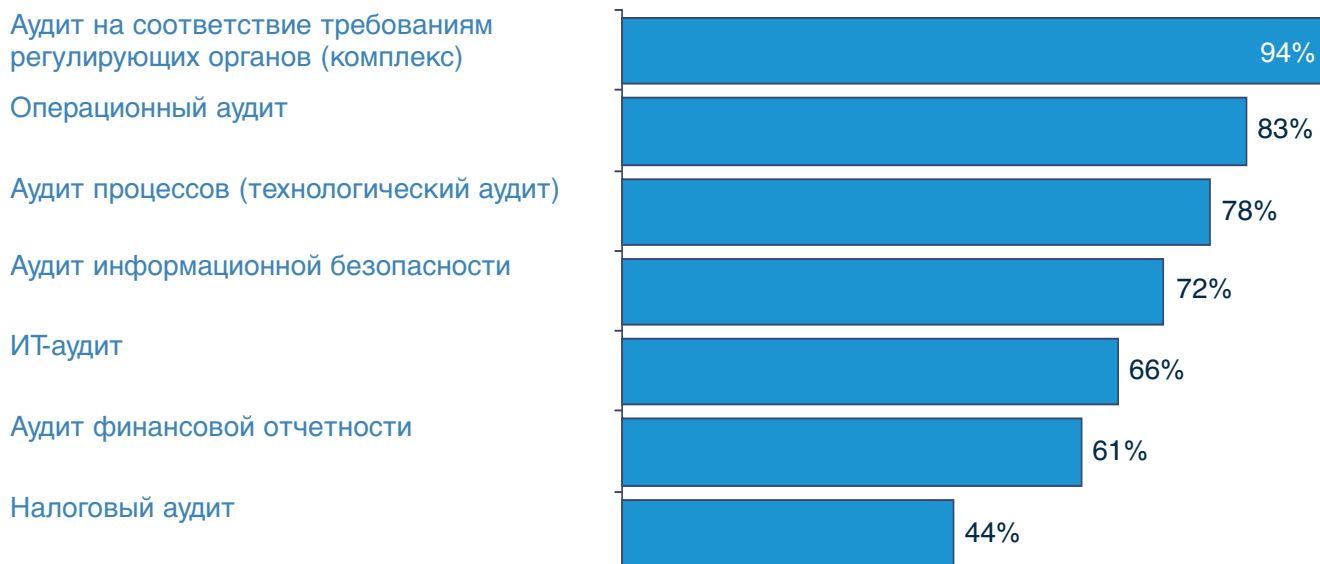 Аудит на соответствие требованиям
регулирующих органов (комплекс)
94%
Операционный аудит
83%
Аудит процессов (технологический аудит)
78%
Аудит информационной безопасности
72%
ИТ-аудит
66%
Аудит финансовой отчетности
61%
Налоговый аудит
44%